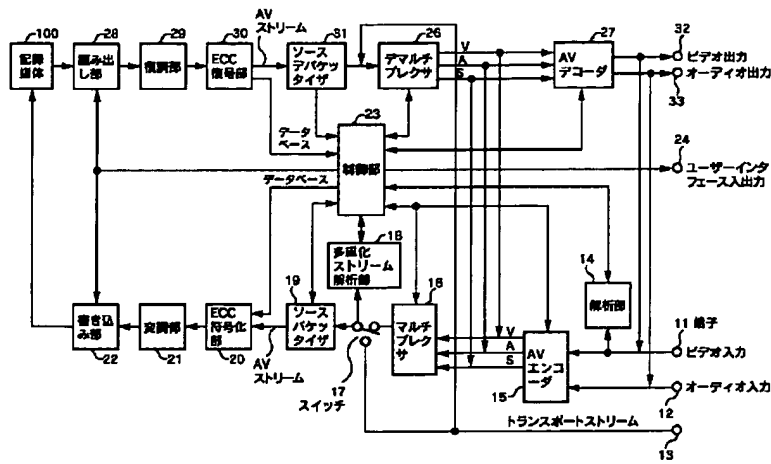 100
記録
媒体
28
読み出
し部
29
復調部
30
ECC
復号部
AV
ストリーム
31
ソース
デパケッ
タイザ
26
デマルチ
プレクサ
V
A
S
27
AV
デコーダ
32
ビデオ出力
オーディオ出力
33
23
制御部
データ
ベース
データベース
24
ユーザーインタ
フェース入出力
18
多重化
ストリーム
解析部
14
解析部
書き込
み部
22
変調部
21
ECC
符号化
部
20
AV
ストリーム
19
ソース
パケッ
タイザ
17
スイッチ
16
マルチ
プレク
サ
V
A
S
AV
エンコ
ーダ
15
11 端子
ビデオ入力
オーディオ入力
12
トランスポートストリーム
13